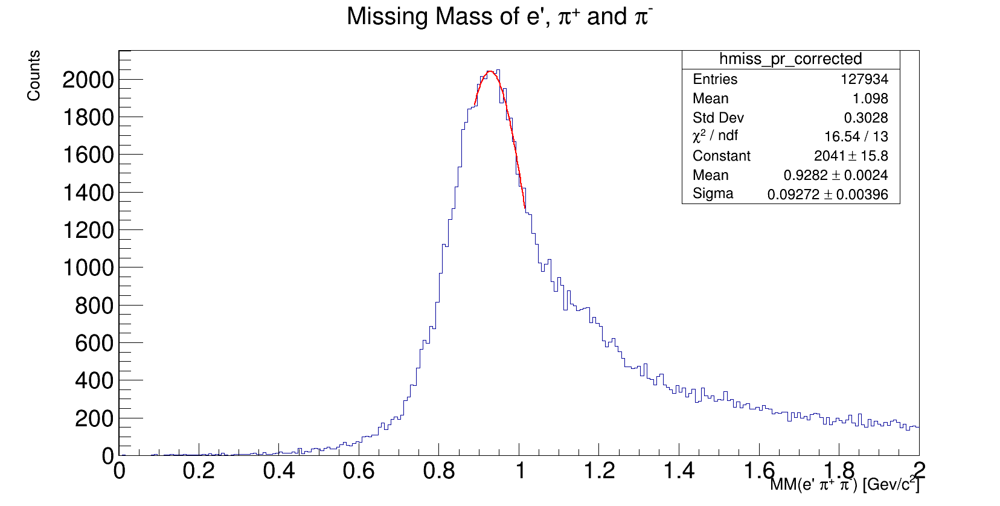 Missing Mass of e', π⁺ and π⁻
Counts
hmiss_pr_corrected
Entries 127934
Mean 1.098
Std Dev 0.3028
χ² / ndf 16.54 / 13
Constant 2041 ± 15.8
Mean 0.9282 ± 0.0024
Sigma 0.09272 ± 0.00396
2000
1800
1600
1400
1200
1000
800
600
400
200
0
0 0.2 0.4 0.6 0.8 1 1.2 1.4 1.6 1.8 2
MM(e' π⁺ π⁻) [Gev/c²]